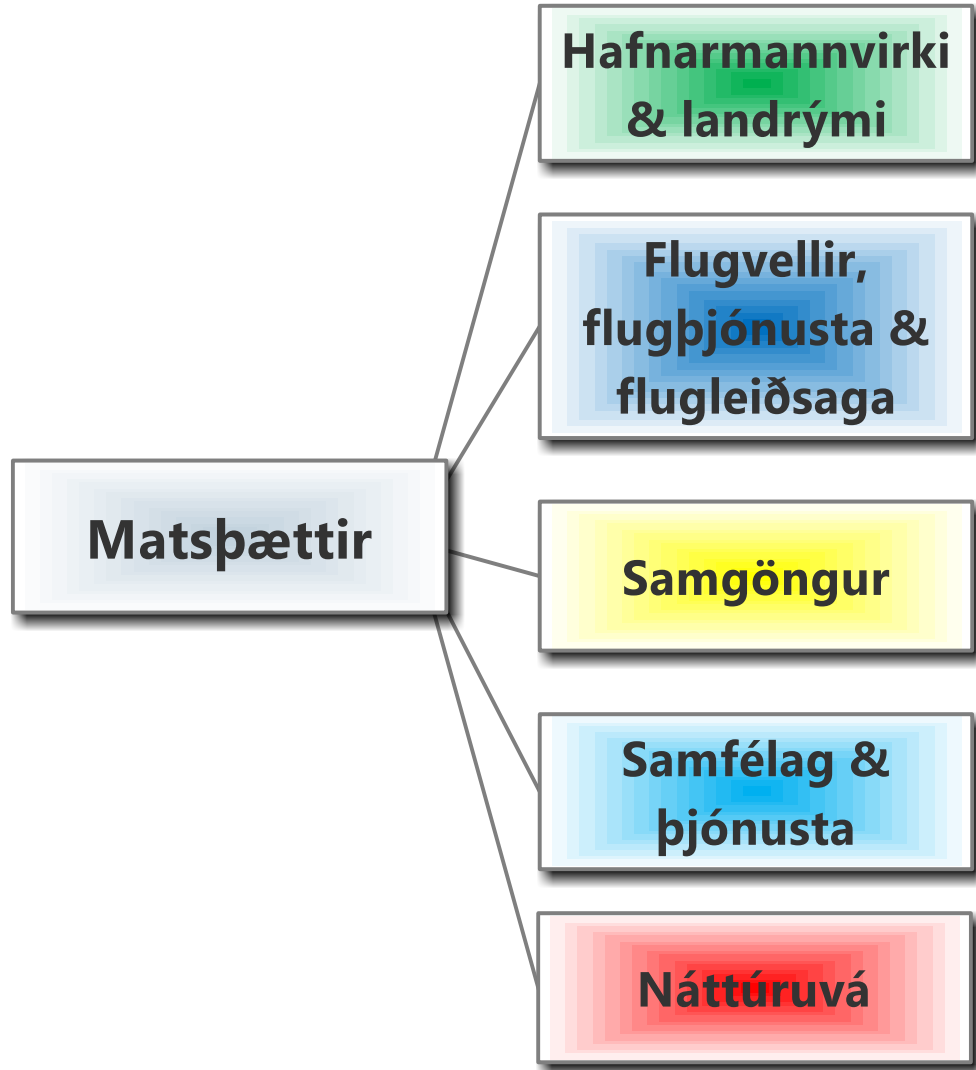 Hafnarmannvirki
& landrými
Flugvellir,
flugþjónusta &
flugleiðsaga
Matsþættir
Samgöngur
Samfélag &
þjónusta
Náttúruvá